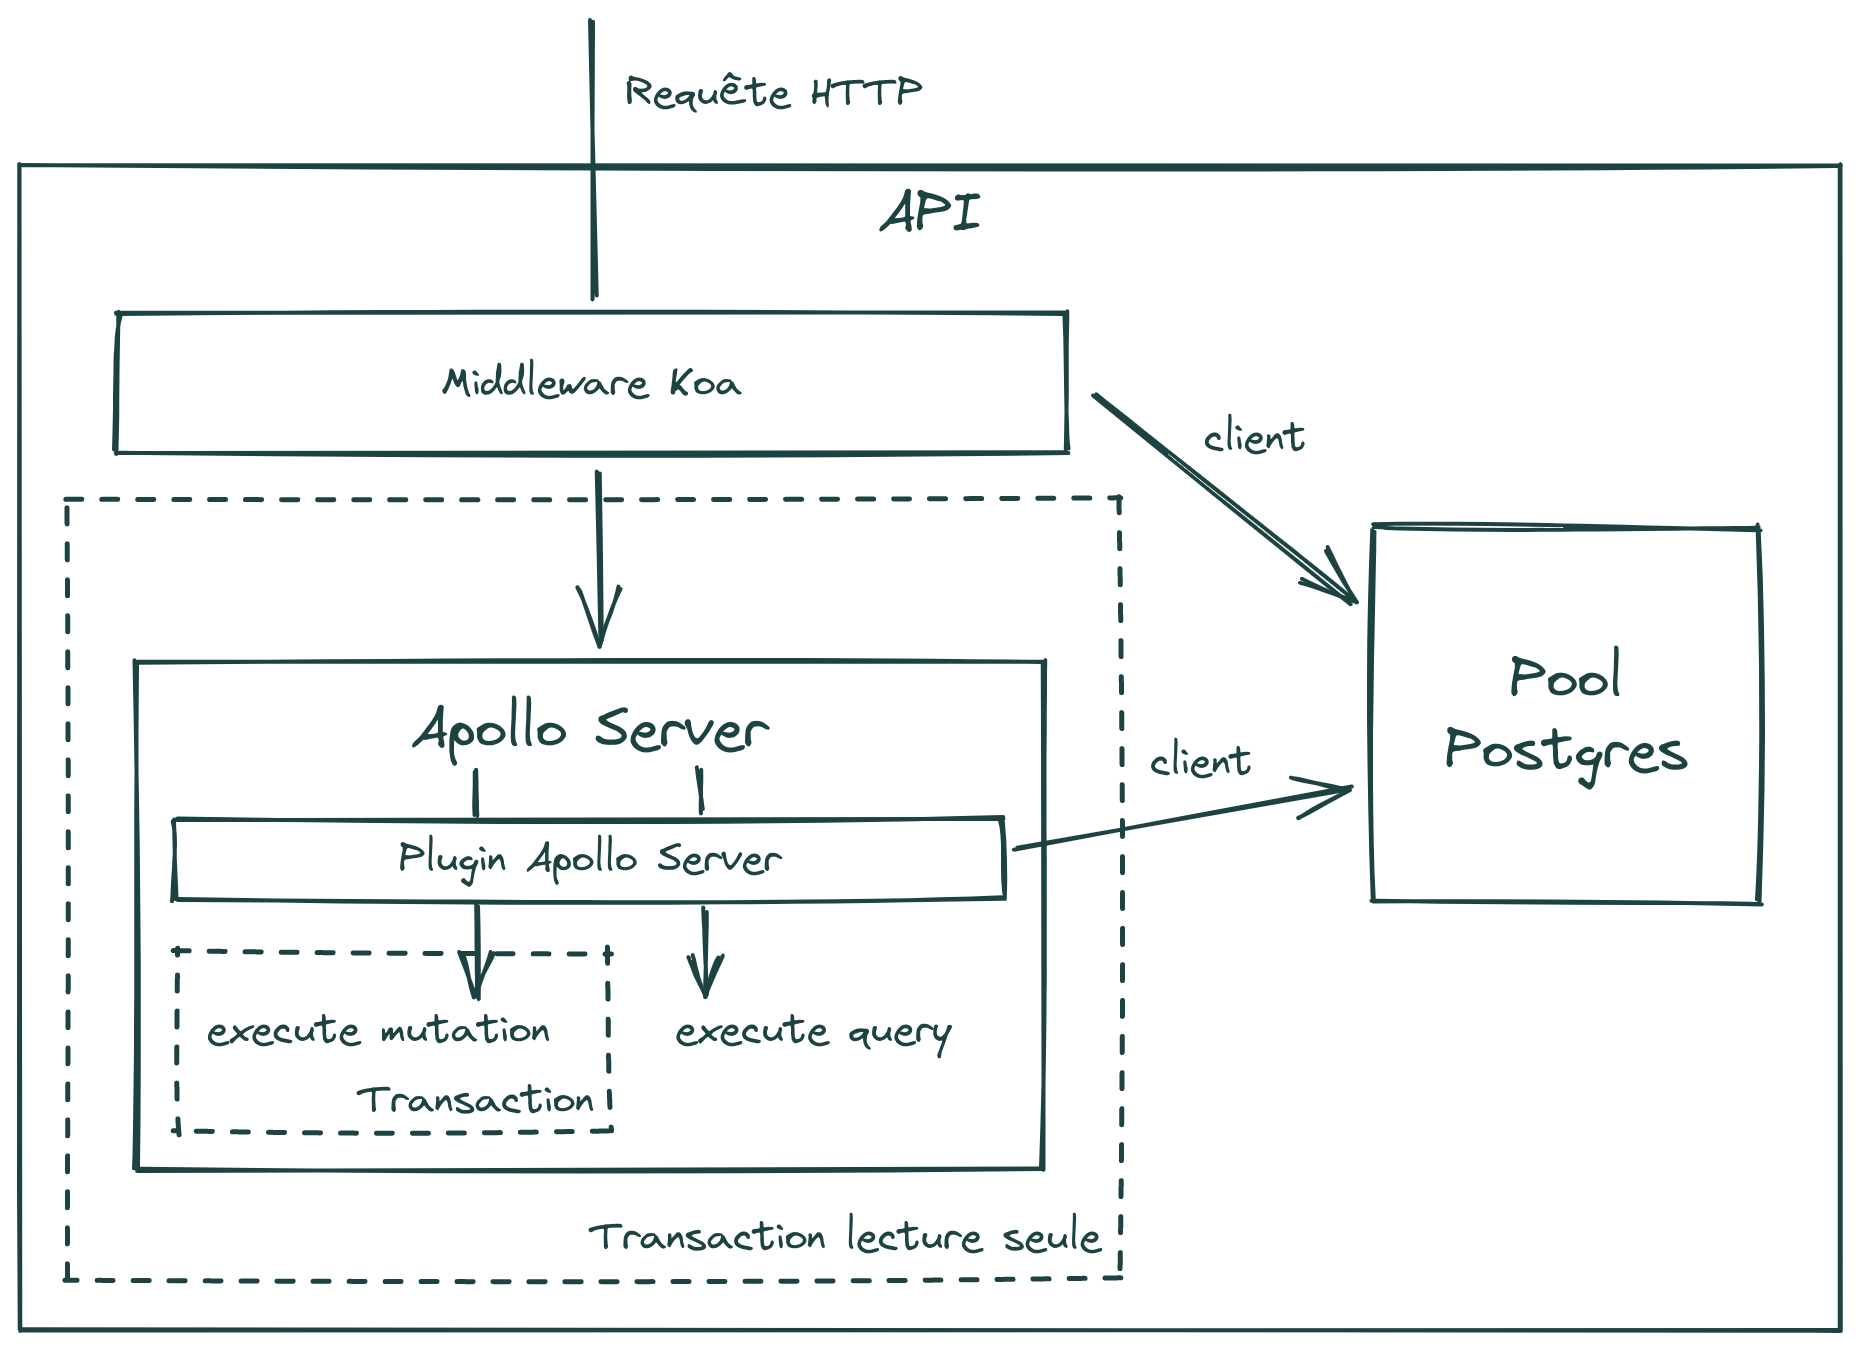 Requête HTTP
API
Middleware Koa
client
Pool
Postgres
Apollo Server
client
Plugin Apollo Server
execute mutation
execute query
Transaction
Transaction lecture seule